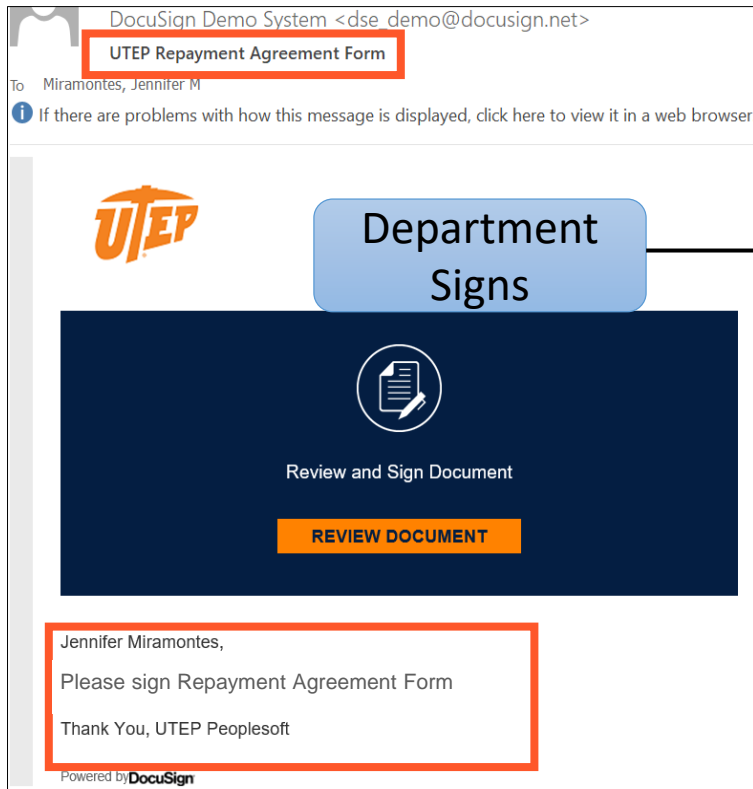 DocuSign Demo System <dse_demo@docusign.net>
UTEP Repayment Agreement Form
To Miramontes, Jennifer M
i If there are problems with how this message is displayed, click here to view it in a web browser
UTEP
Department
Signs
Review and Sign Document
REVIEW DOCUMENT
Jennifer Miramontes,
Please sign Repayment Agreement Form
Thank You, UTEP Peoplesoft
Powered by DocuSign